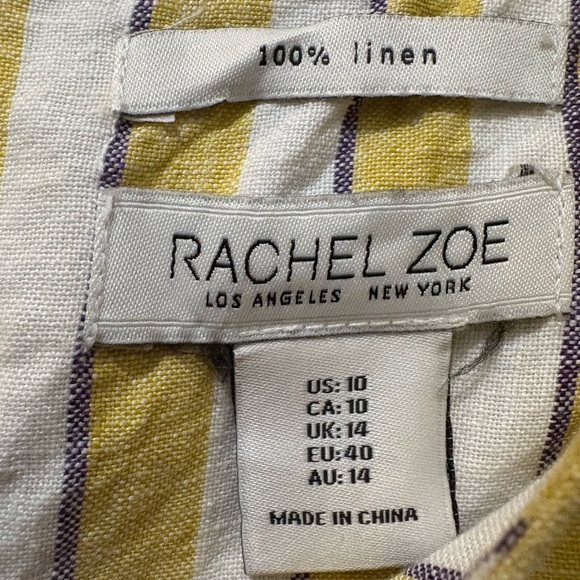 100% linen
RACHEL ZOE
LOS ANGELES NEW YORK
US: 10
CA: 10
UK: 14
EU: 40
AU: 14
MADE IN CHINA